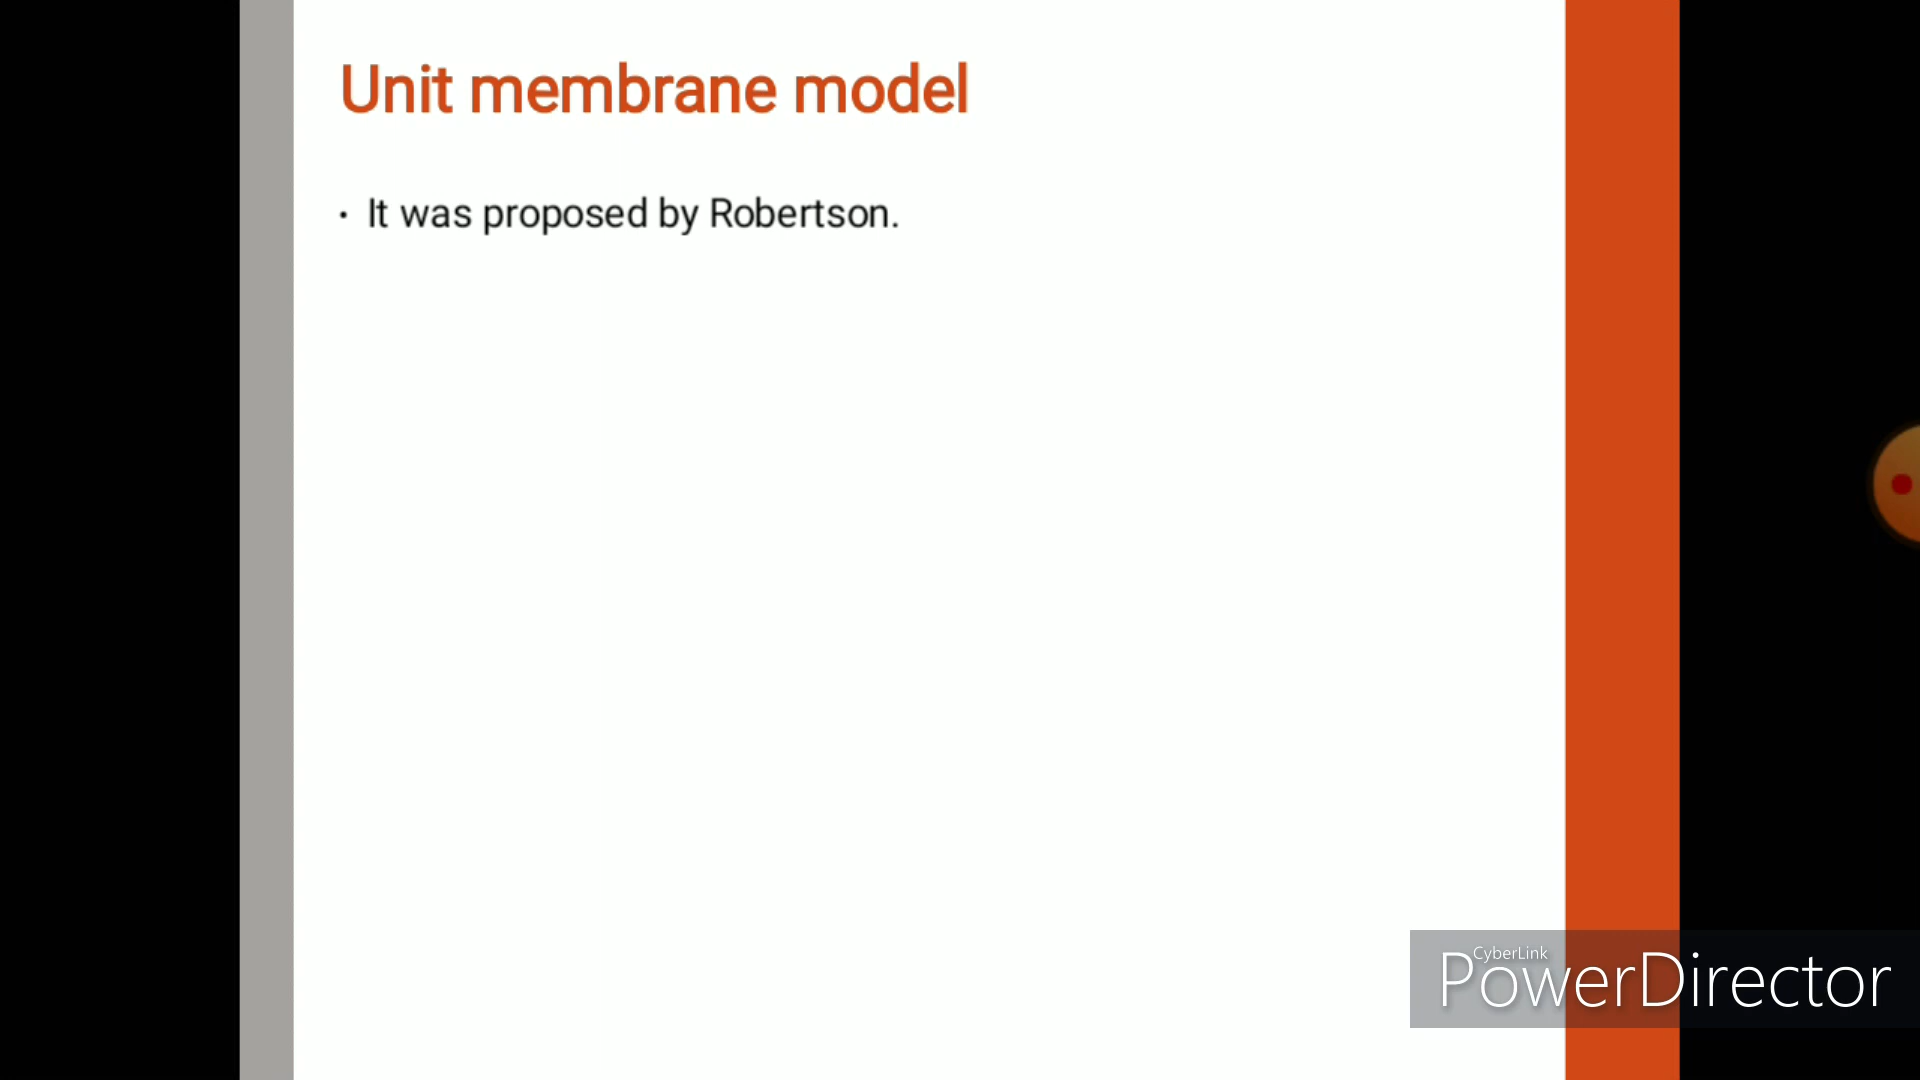 Unit membrane model
• It was proposed by Robertson.
CyberLink
PowerDirector